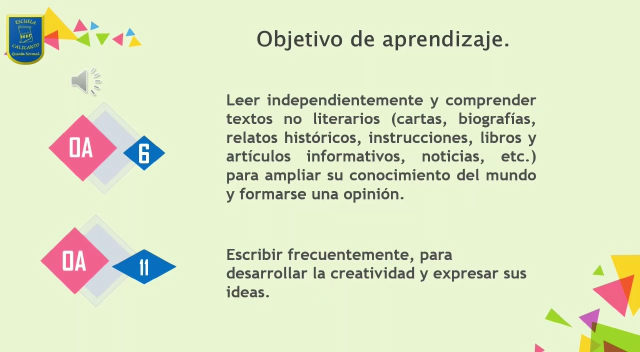 ESCUELA
CALICANTO
Objetivo de aprendizaje.
OA
6
Leer independientemente y comprender
textos no literarios (cartas, biografías,
relatos históricos, instrucciones, libros y
artículos informativos, noticias, etc.)
para ampliar su conocimiento del mundo
y formarse una opinión.
OA
11
Escribir frecuentemente, para
desarrollar la creatividad y expresar sus
ideas.